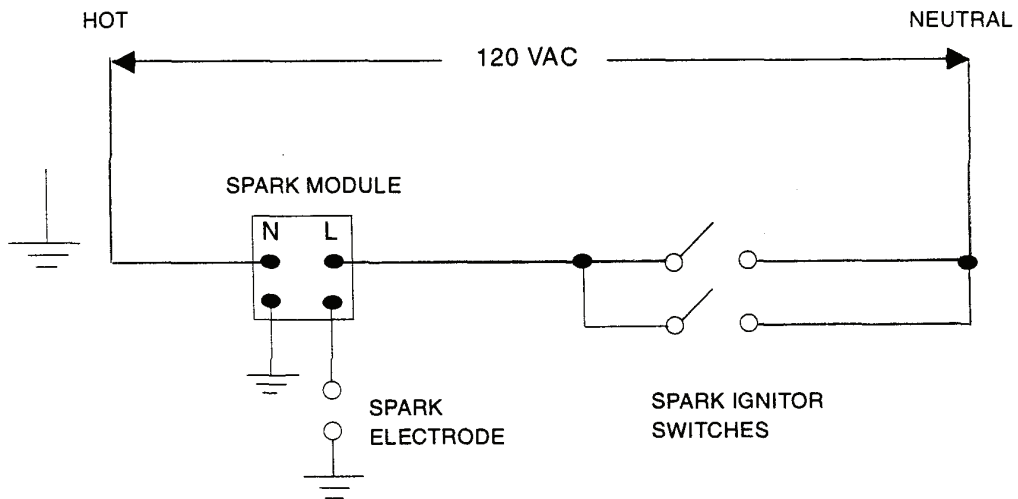 HOT
NEUTRAL
120 VAC
SPARK MODULE
N L
SPARK
ELECTRODE
SPARK IGNITOR
SWITCHES